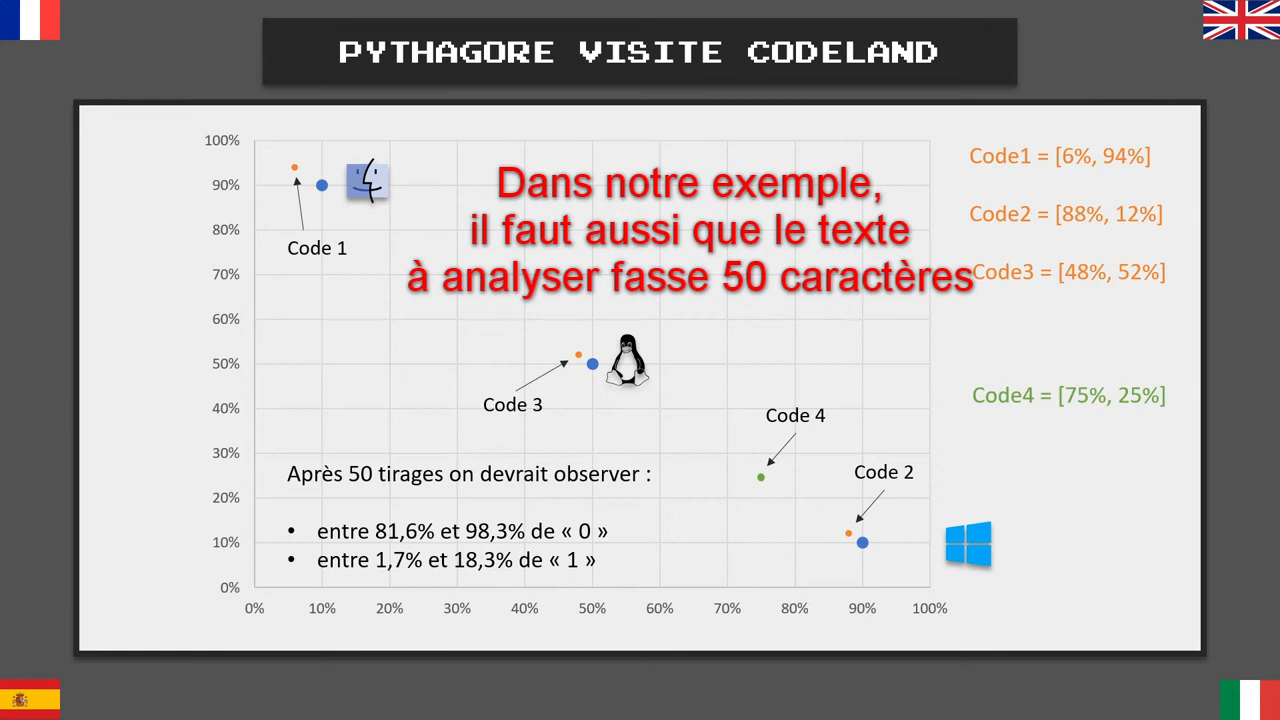 PYTHAGORE VISITE CODELAND
100%
90%
80%
70%
60%
50%
40%
30%
20%
10%
0%
0%
10%
20%
30%
40%
50%
60%
70%
80%
90%
100%
Code 1
Dans notre exemple,
il faut aussi que le texte
à analyser fasse 50 caractères
Code1 = [6%, 94%]
Code2 = [88%, 12%]
Code3 = [48%, 52%]
Code4 = [75%, 25%]
Code 3
Code 4
Code 2
Après 50 tirages on devrait observer :
• entre 81,6% et 98,3% de « 0 »
• entre 1,7% et 18,3% de « 1 »